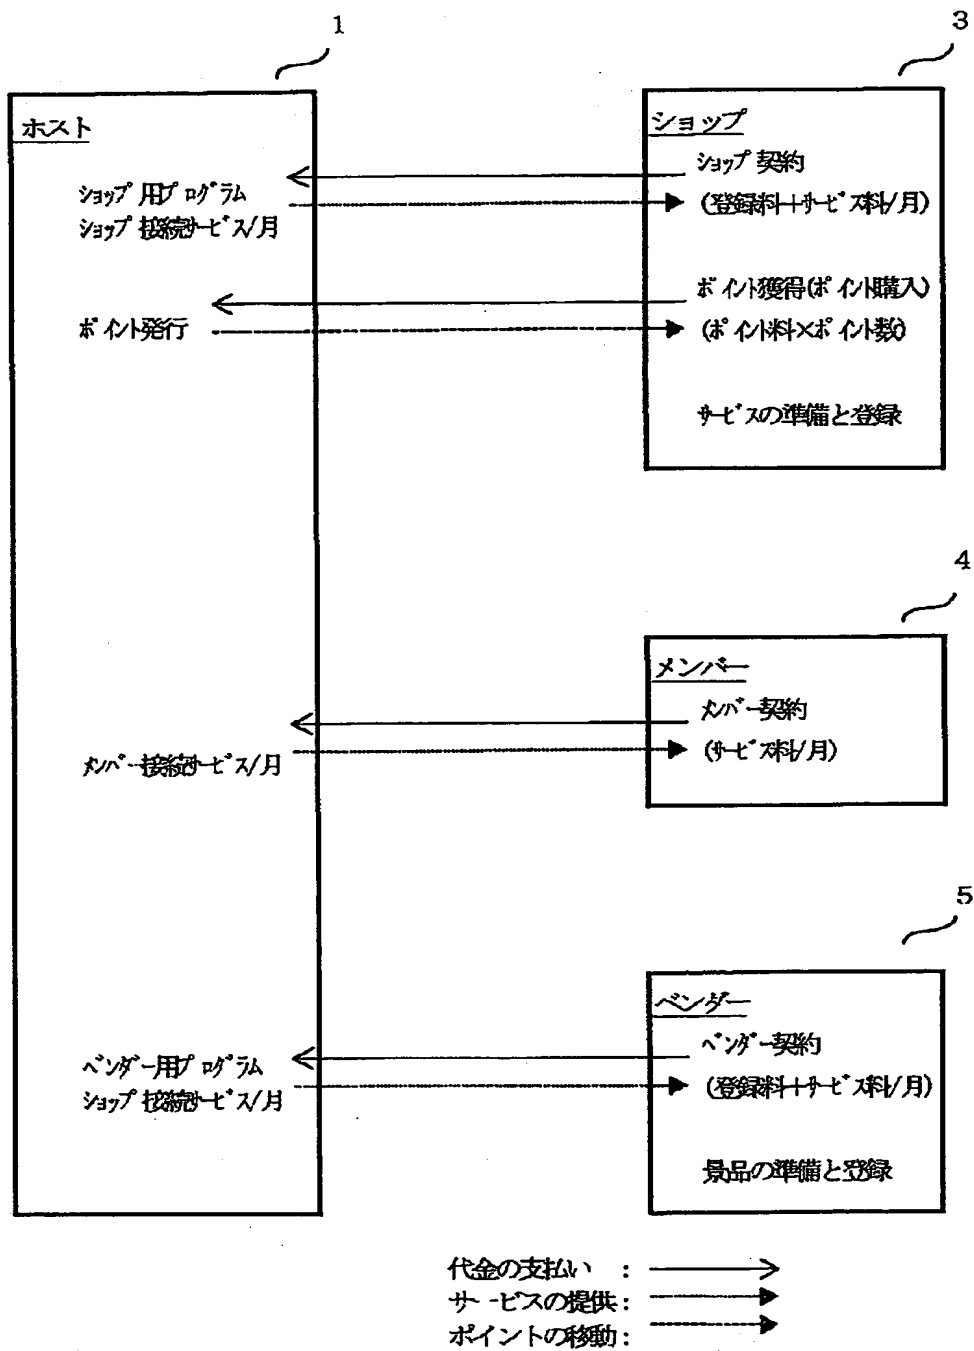 1
3
ホスト
ショップ用プログラム
ショップ接続サービス/月
ポイント発行
メンバー接続サービス/月
ベンダー用プログラム
ショップ接続サービス/月
ショップ
ショップ契約
(登録料+サービス料/月)
ポイント獲得(ポイント購入)
(ポイント料×ポイント数)
サービスの準備と登録
4
メンバー
メンバー契約
(サービス料/月)
5
ベンダー
ベンダー契約
(登録料+サービス料/月)
景品の準備と登録
代金の支払い :
サービスの提供:
ポイントの移動: